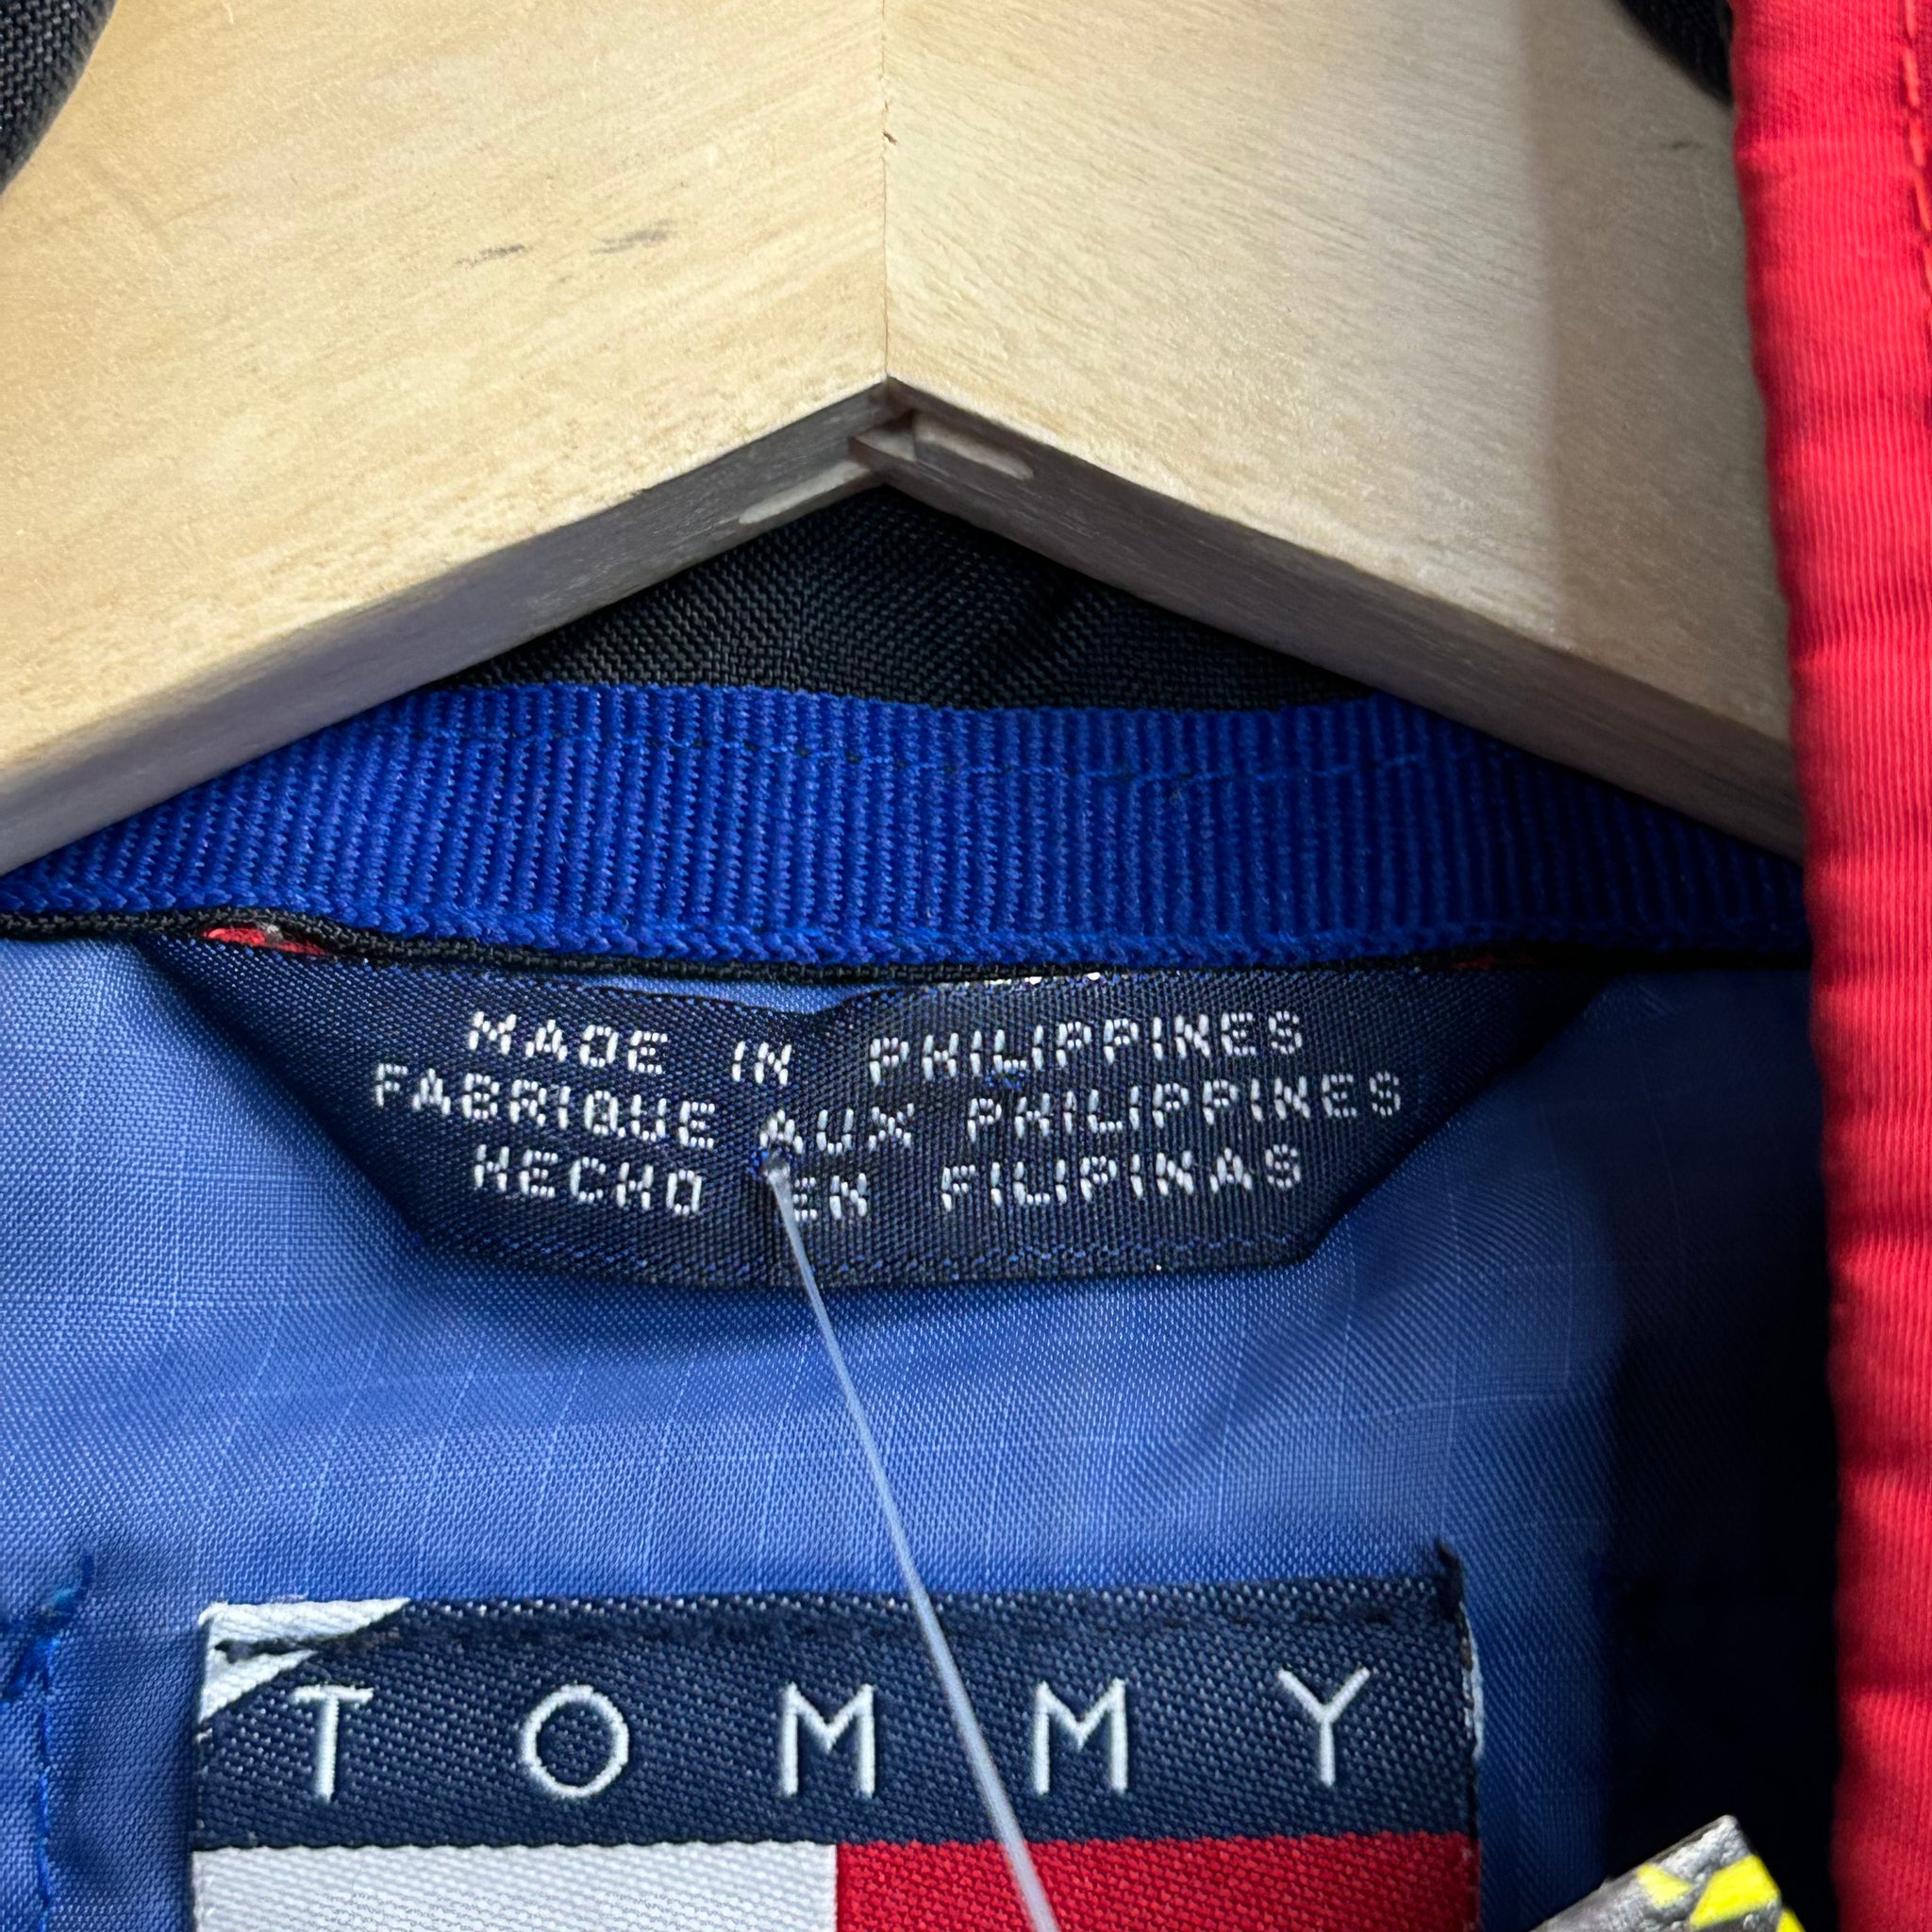 MADE IN PHILIPPINES
FABRIQUE AUX PHILIPPINES
HECHO EN FILIPINAS
TOMMY